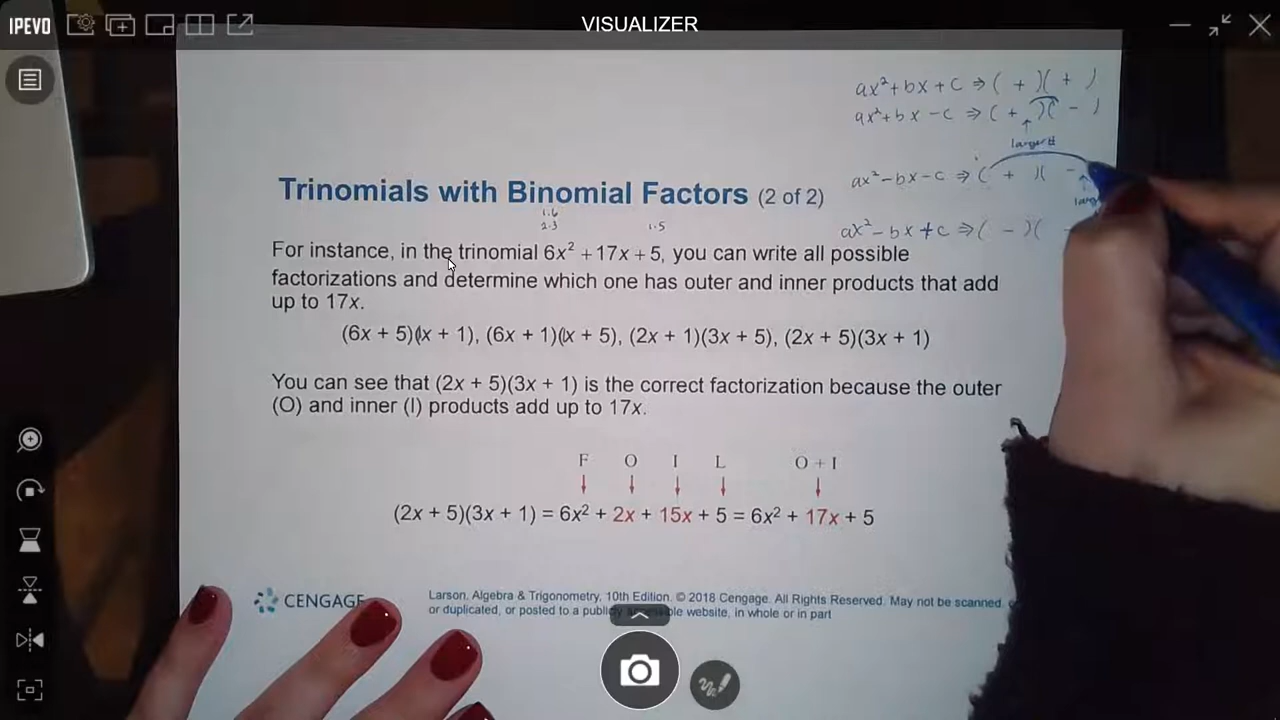 IPEVO
VISUALIZER
ax² + bx + c ⇒ ( + )( + )
ax² + bx - c ⇒ ( + )( - )
larger #
ax² - bx - c ⇒ ( + )( -
ax² - bx + c ⇒ ( - )( -
Trinomials with Binomial Factors (2 of 2)
1·6
2·3
1·5
For instance, in the trinomial 6x² + 17x + 5, you can write all possible
factorizations and determine which one has outer and inner products that add
up to 17x.
(6x + 5)(1x + 1), (6x + 1)(1x + 5), (2x + 1)(3x + 5), (2x + 5)(3x + 1)
You can see that (2x + 5)(3x + 1) is the correct factorization because the outer
(O) and inner (I) products add up to 17x.
F O I L O + I
(2x + 5)(3x + 1) = 6x² + 2x + 15x + 5 = 6x² + 17x + 5
CENGAGE
Larson, Algebra & Trigonometry, 10th Edition. © 2018 Cengage. All Rights Reserved. May not be scanned,
or duplicated, or posted to a publicly accessible website, in whole or in part